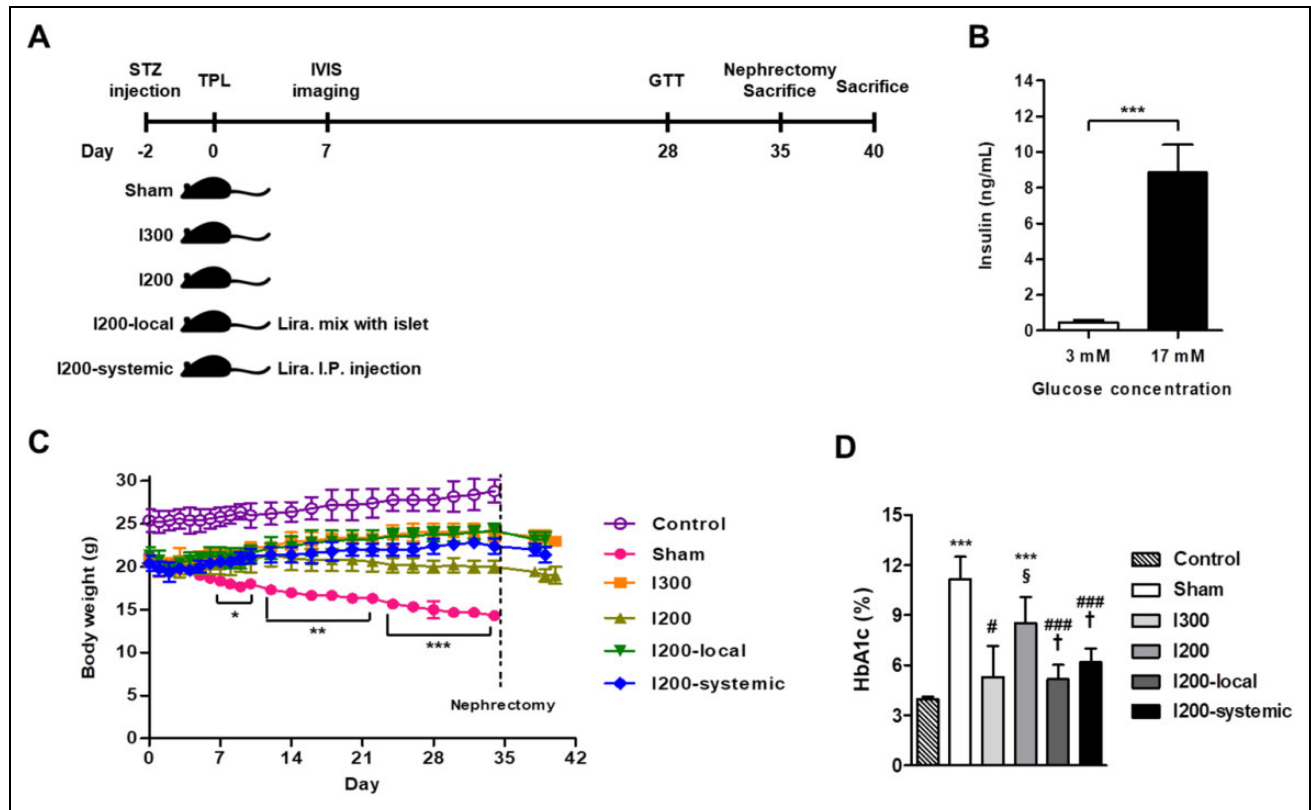 A
STZ injection
TPL
IVIS imaging
GTT
Nephrectomy Sacrifice
Sacrifice
Day -2 0 7 28 35 40
Sham
I300
I200
I200-local Lira. mix with islet
I200-systemic Lira. I.P. injection
B
14
12
10
8
6
4
2
0
Insulin (ng/mL)
***
3 mM 17 mM
Glucose concentration
C
30
25
20
15
10
5
0
Body weight (g)
*
**
***
Nephrectomy
0 7 14 21 28 35 42
Day
Control
Sham
I300
I200
I200-local
I200-systemic
D
15
12
9
6
3
0
HbA1c (%)
***
#
***
§
###
†
###
†
Control
Sham
I300
I200
I200-local
I200-systemic